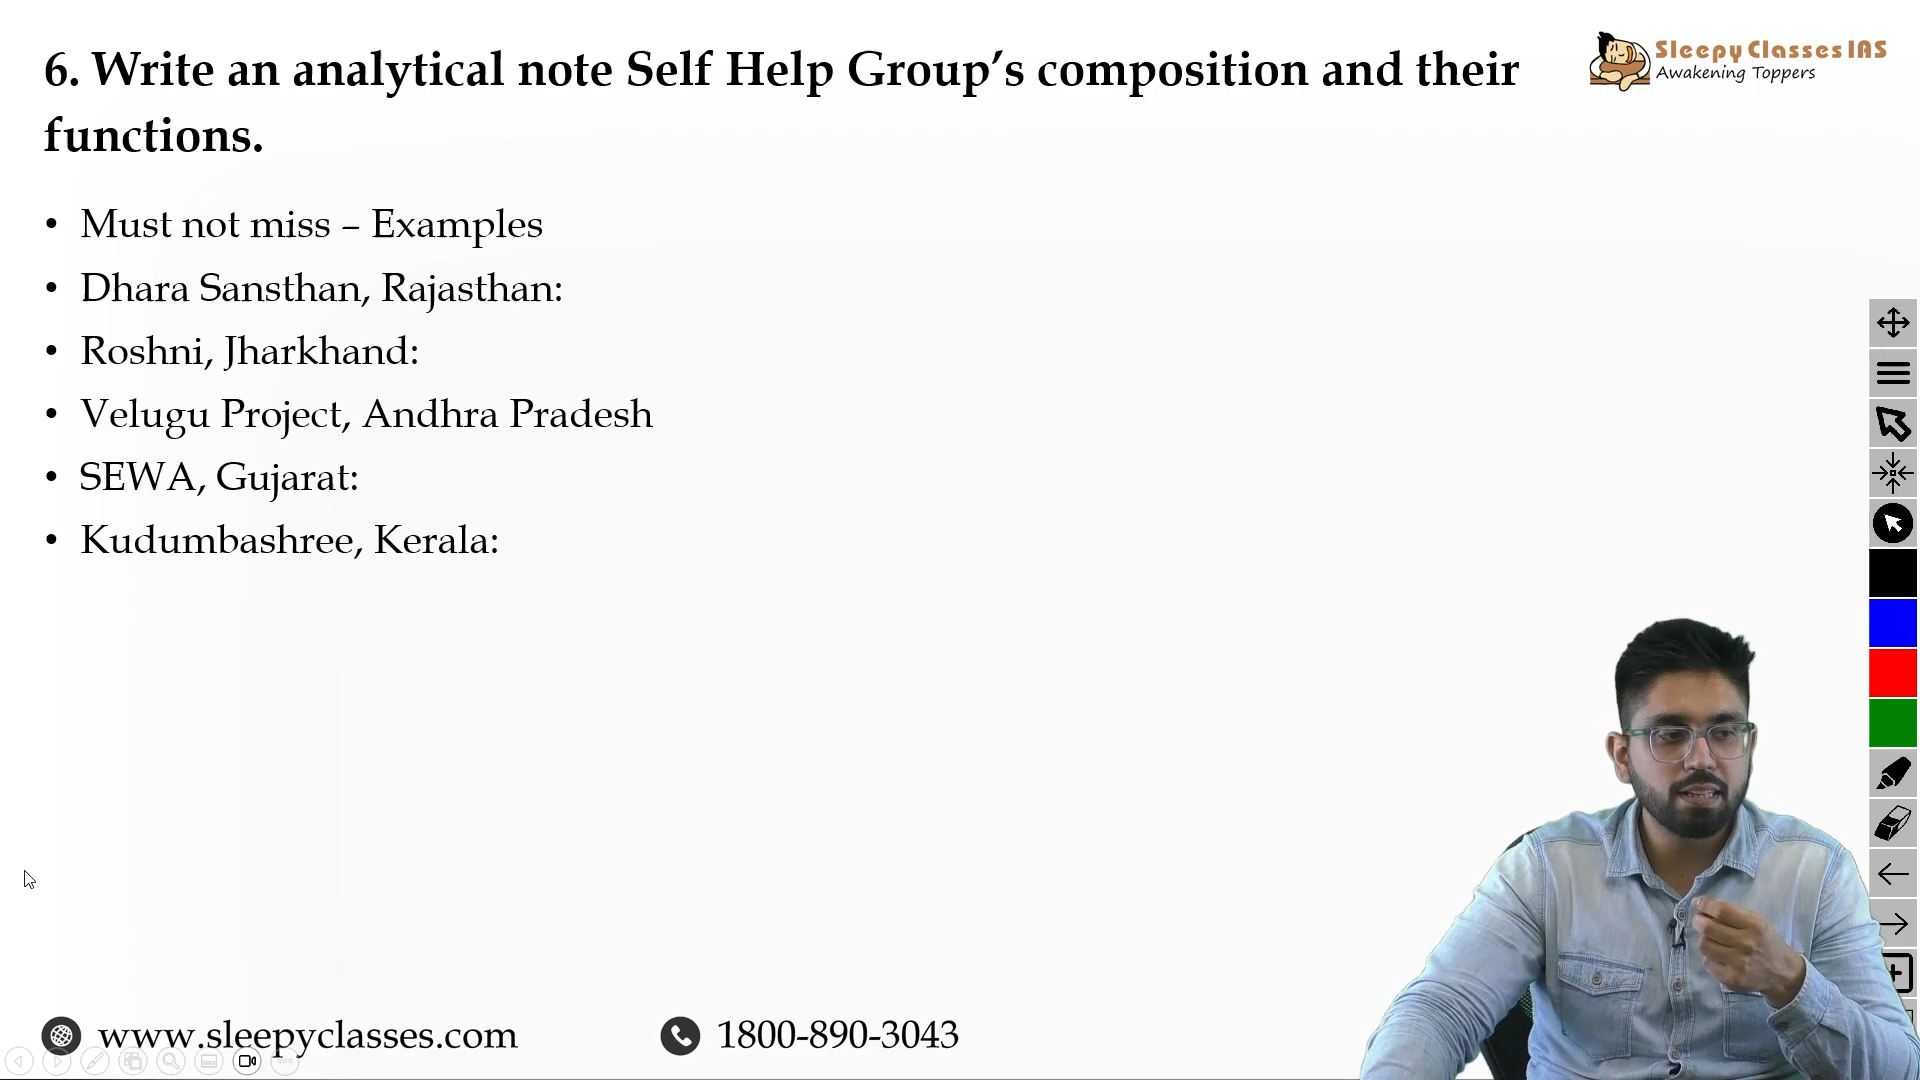 6. Write an analytical note Self Help Group’s composition and their
functions.
Sleepy Classes IAS
Awakening Toppers
• Must not miss – Examples
• Dhara Sansthan, Rajasthan:
• Roshni, Jharkhand:
• Velugu Project, Andhra Pradesh
• SEWA, Gujarat:
• Kudumbashree, Kerala:
www.sleepyclasses.com
1800-890-3043